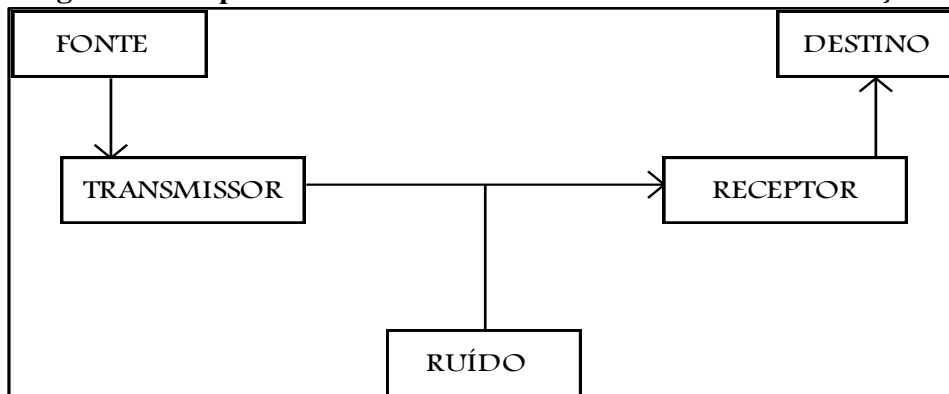 FONTE
DESTINO
TRANSMISSOR
RECEPTOR
RUÍDO